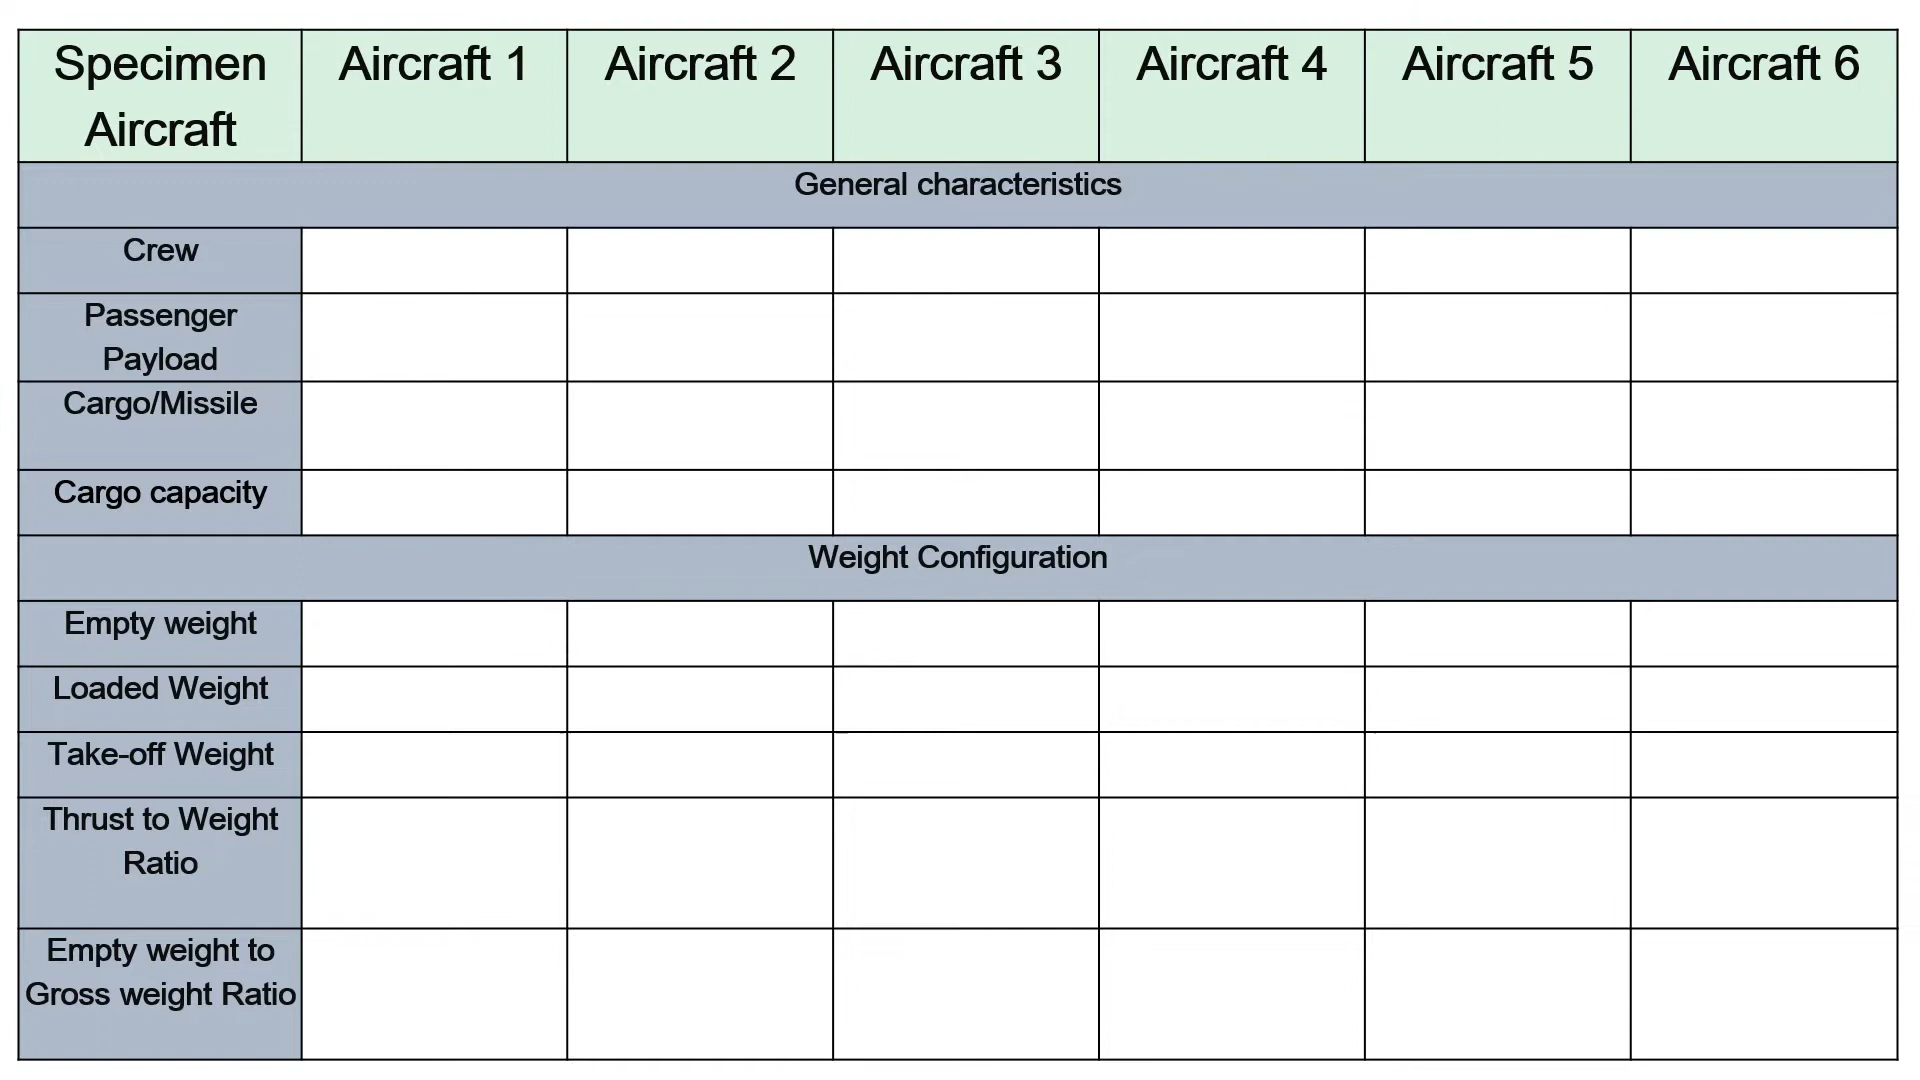 Specimen
Aircraft
Aircraft 1
Aircraft 2
Aircraft 3
Aircraft 4
Aircraft 5
Aircraft 6
General characteristics
Crew
Passenger
Payload
Cargo/Missile
Cargo capacity
Weight Configuration
Empty weight
Loaded Weight
Take-off Weight
Thrust to Weight
Ratio
Empty weight to
Gross weight Ratio